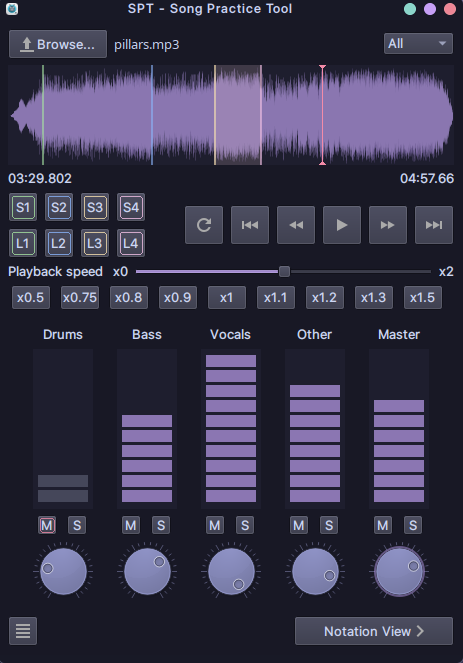 SPT - Song Practice Tool
Browse... pillars.mp3 All
03:29.802 04:57.66
S1 S2 S3 S4
L1 L2 L3 L4
Playback speed x0 x2
x0.5 x0.75 x0.8 x0.9 x1 x1.1 x1.2 x1.3 x1.5
Drums Bass Vocals Other Master
M S M S M S M S M S
Notation View